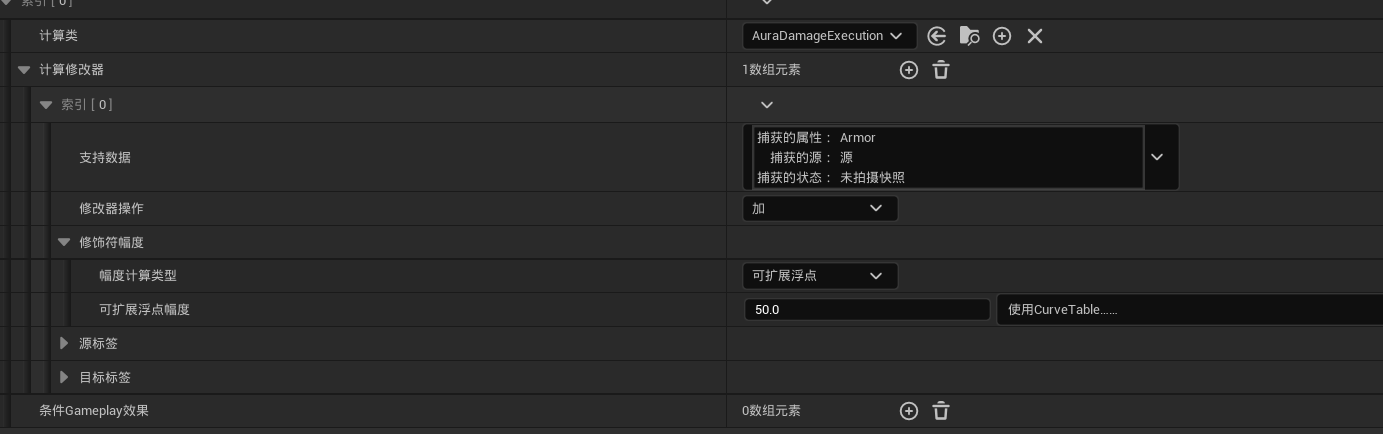 索引 [ 0 ]
计算类 AuraDamageExecution
计算修改器 1数组元素
索引 [ 0 ]
支持数据
捕获的属性： Armor
捕获的源： 源
捕获的状态： 未拍摄快照
修改器操作 加
修饰符幅度
幅度计算类型 可扩展浮点
可扩展浮点幅度 50.0 使用CurveTable......
源标签
目标标签
条件Gameplay效果 0数组元素